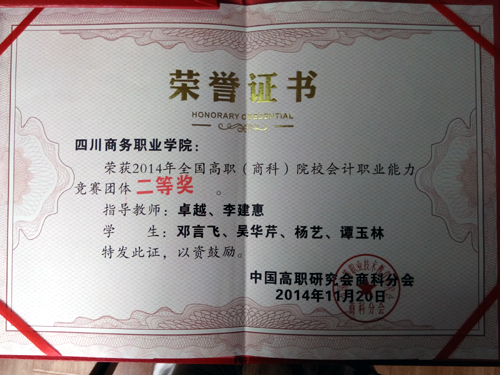 荣誉证书
HONORARY CREDENTIAL
四川商务职业学院：
荣获2014年全国高职（商科）院校会计职业能力
竞赛团体 二等奖 。
指导教师：卓越、李建惠
学 生：邓言飞、吴华芹、杨艺、谭玉林
特发此证，以资鼓励。
中国高职研究会商科分会
2014年11月20日
商科分会